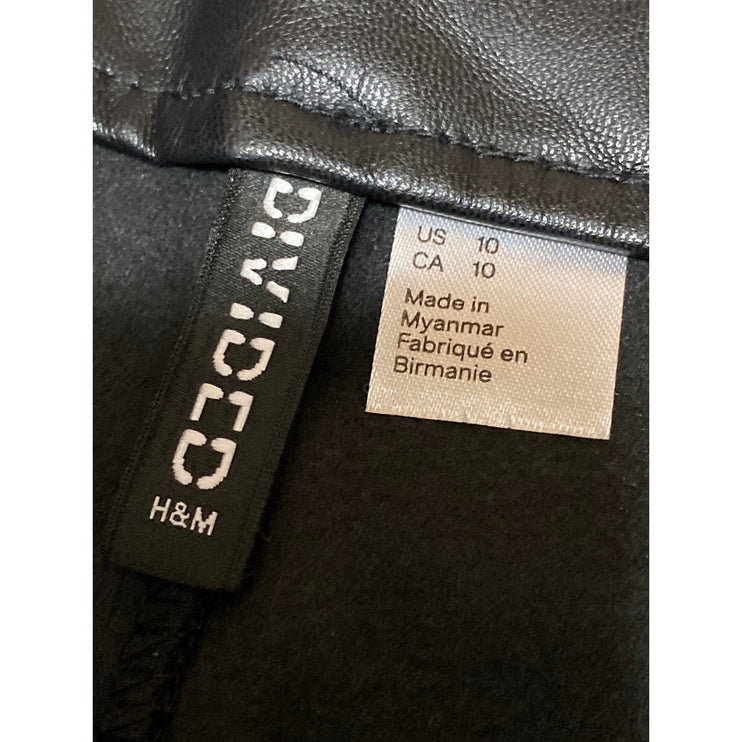 DIVIDED
H&M
US 10
CA 10
Made in
Myanmar
Fabriqué en
Birmanie